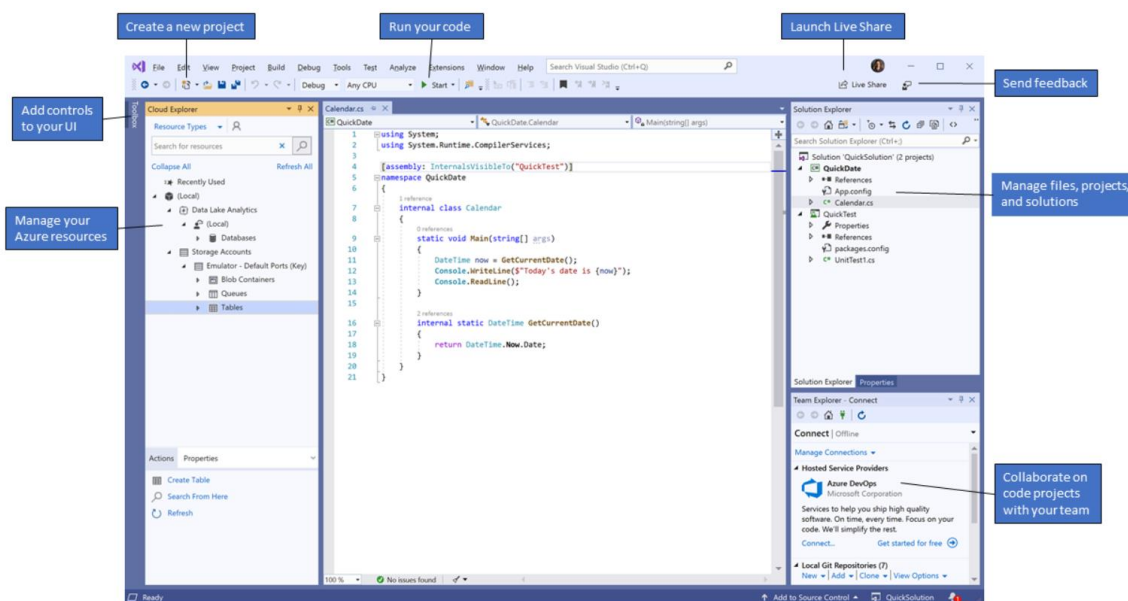 Create a new project
Run your code
Launch Live Share
File Edit View Project Build Debug Tools Test Analyze Extensions Window Help Search Visual Studio (Ctrl+Q)
Debug Any CPU Start Live Share
Send feedback
Add controls
to your UI
Toolbox
Cloud Explorer
Resource Types
Search for resources
Collapse All Refresh All
Recently Used
(Local)
Data Lake Analytics
(Local)
Databases
Storage Accounts
Emulator - Default Ports (Key)
Blob Containers
Queues
Tables
Manage your
Azure resources
Actions Properties
Create Table
Search From Here
Refresh
Calendar.cs
QuickDate QuickDate.Calendar Main(string[] args)
1 using System;
2 using System.Runtime.CompilerServices;
3
4 [assembly: InternalsVisibleTo("QuickTest")]
5 namespace QuickDate
6 {
1 reference
7 internal class Calendar
8 {
0 references
9 static void Main(string[] args)
10 {
11 DateTime now = GetCurrentDate();
12 Console.WriteLine($"Today's date is {now}");
13 Console.ReadLine();
14 }
15
2 references
16 internal static DateTime GetCurrentDate()
17 {
18 return DateTime.Now.Date;
19 }
20 }
21 }
100 % No issues found
Solution Explorer
Search Solution Explorer (Ctrl+;)
Solution 'QuickSolution' (2 projects)
QuickDate
References
App.config
C# Calendar.cs
QuickTest
Properties
References
packages.config
C# UnitTest1.cs
Manage files, projects,
and solutions
Solution Explorer Properties
Team Explorer - Connect
Connect | Offline
Manage Connections
Hosted Service Providers
Azure DevOps
Microsoft Corporation
Services to help you ship high quality
software. On time, every time. Focus on your
code. We'll simplify the rest.
Connect... Get started for free
Local Git Repositories (7)
New Add Clone View Options
Collaborate on
code projects
with your team
Ready Add to Source Control QuickSolution